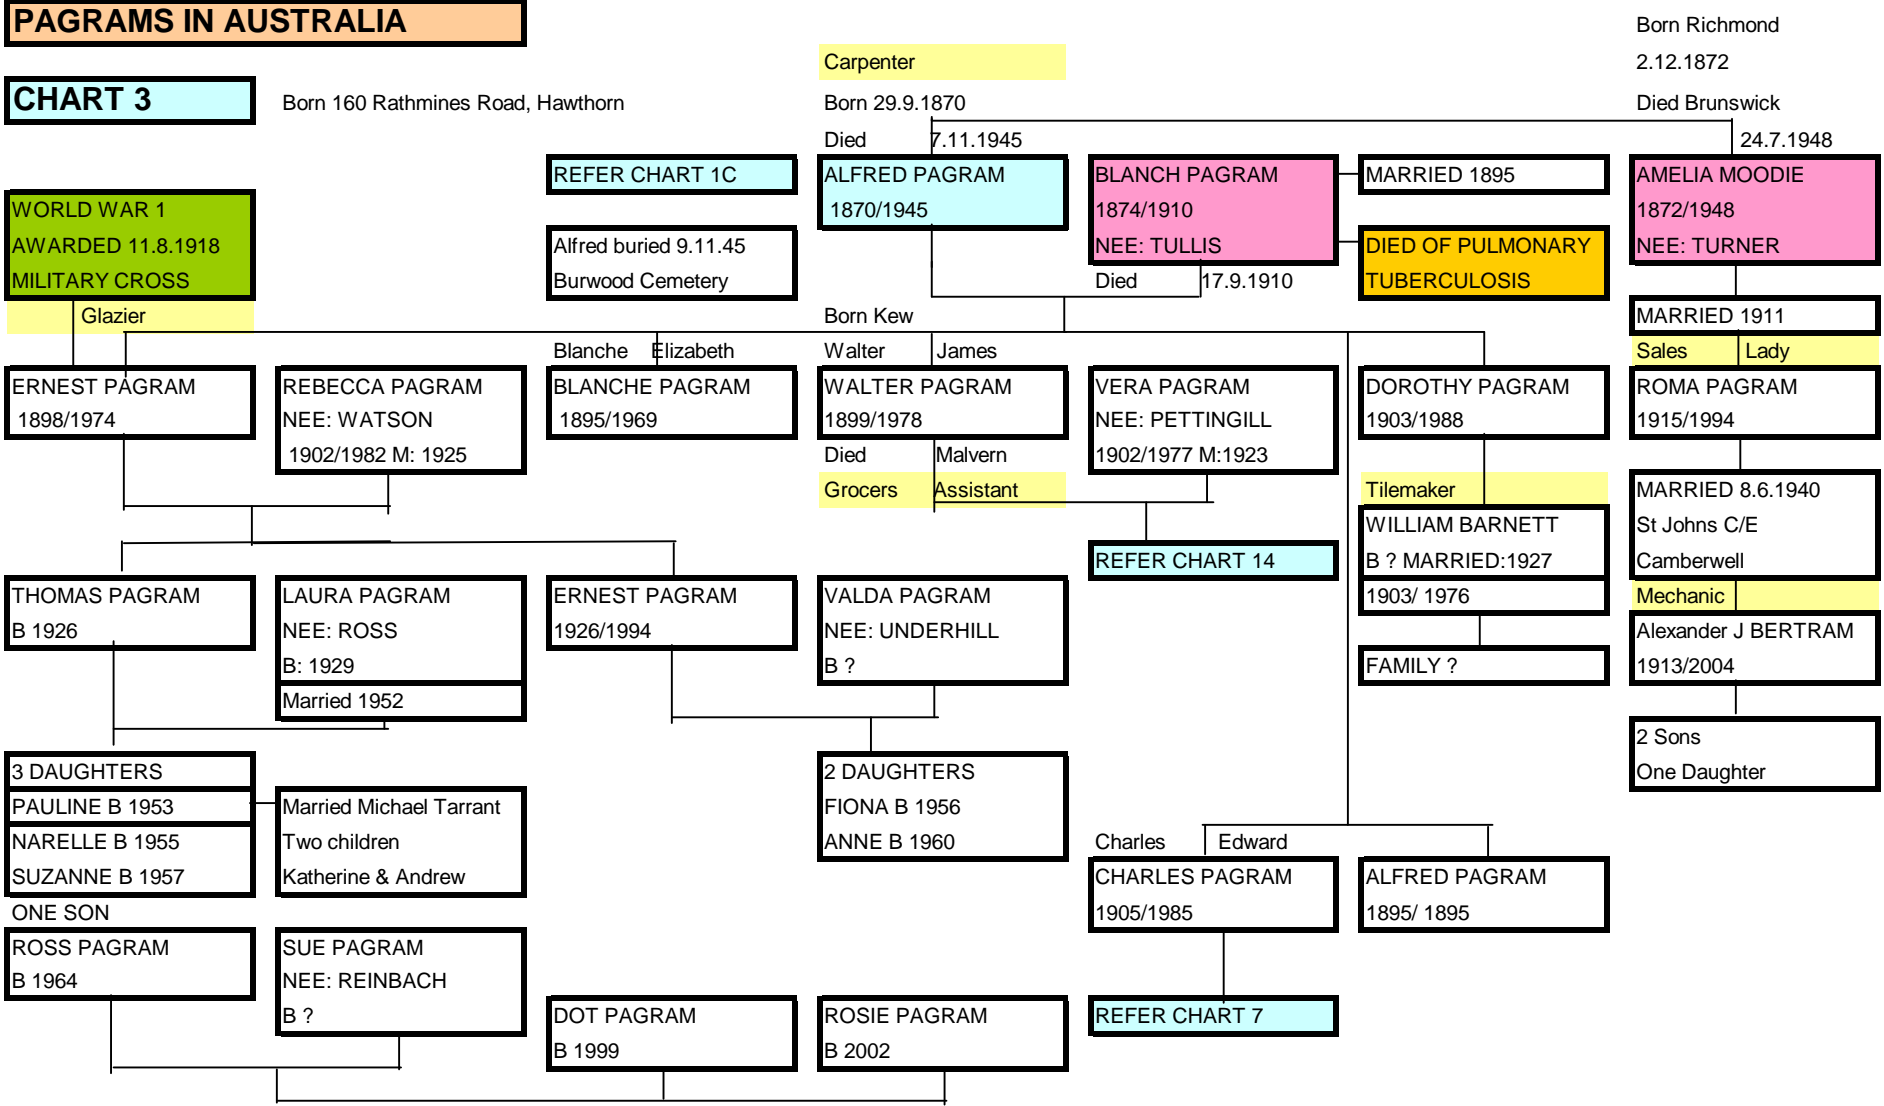 PAGRAMS IN AUSTRALIA
Born Richmond
Carpenter
2.12.1872
CHART 3
Born 160 Rathmines Road, Hawthorn
Born 29.9.1870
Died Brunswick
Died 7.11.1945
24.7.1948
REFER CHART 1C
ALFRED PAGRAM
1870/1945
BLANCH PAGRAM
1874/1910
NEE: TULLIS
MARRIED 1895
AMELIA MOODIE
1872/1948
NEE: TURNER
WORLD WAR 1
AWARDED 11.8.1918
MILITARY CROSS
Alfred buried 9.11.45
Burwood Cemetery
DIED OF PULMONARY
TUBERCULOSIS
Died 17.9.1910
Glazier
Born Kew
MARRIED 1911
Blanche Elizabeth
Walter James
Sales Lady
ERNEST PAGRAM
1898/1974
REBECCA PAGRAM
NEE: WATSON
1902/1982 M: 1925
BLANCHE PAGRAM
1895/1969
WALTER PAGRAM
1899/1978
VERA PAGRAM
NEE: PETTINGILL
1902/1977 M:1923
DOROTHY PAGRAM
1903/1988
ROMA PAGRAM
1915/1994
Died Malvern
Grocers Assistant
Tilemaker
WILLIAM BARNETT
B ? MARRIED:1927
1903/ 1976
MARRIED 8.6.1940
St Johns C/E
Camberwell
REFER CHART 14
THOMAS PAGRAM
B 1926
LAURA PAGRAM
NEE: ROSS
B: 1929
Married 1952
ERNEST PAGRAM
1926/1994
VALDA PAGRAM
NEE: UNDERHILL
B ?
Mechanic
Alexander J BERTRAM
1913/2004
FAMILY ?
2 Sons
One Daughter
3 DAUGHTERS
PAULINE B 1953
NARELLE B 1955
SUZANNE B 1957
Married Michael Tarrant
Two children
Katherine & Andrew
2 DAUGHTERS
FIONA B 1956
ANNE B 1960
Charles Edward
CHARLES PAGRAM
1905/1985
ALFRED PAGRAM
1895/ 1895
ONE SON
ROSS PAGRAM
B 1964
SUE PAGRAM
NEE: REINBACH
B ?
DOT PAGRAM
B 1999
ROSIE PAGRAM
B 2002
REFER CHART 7